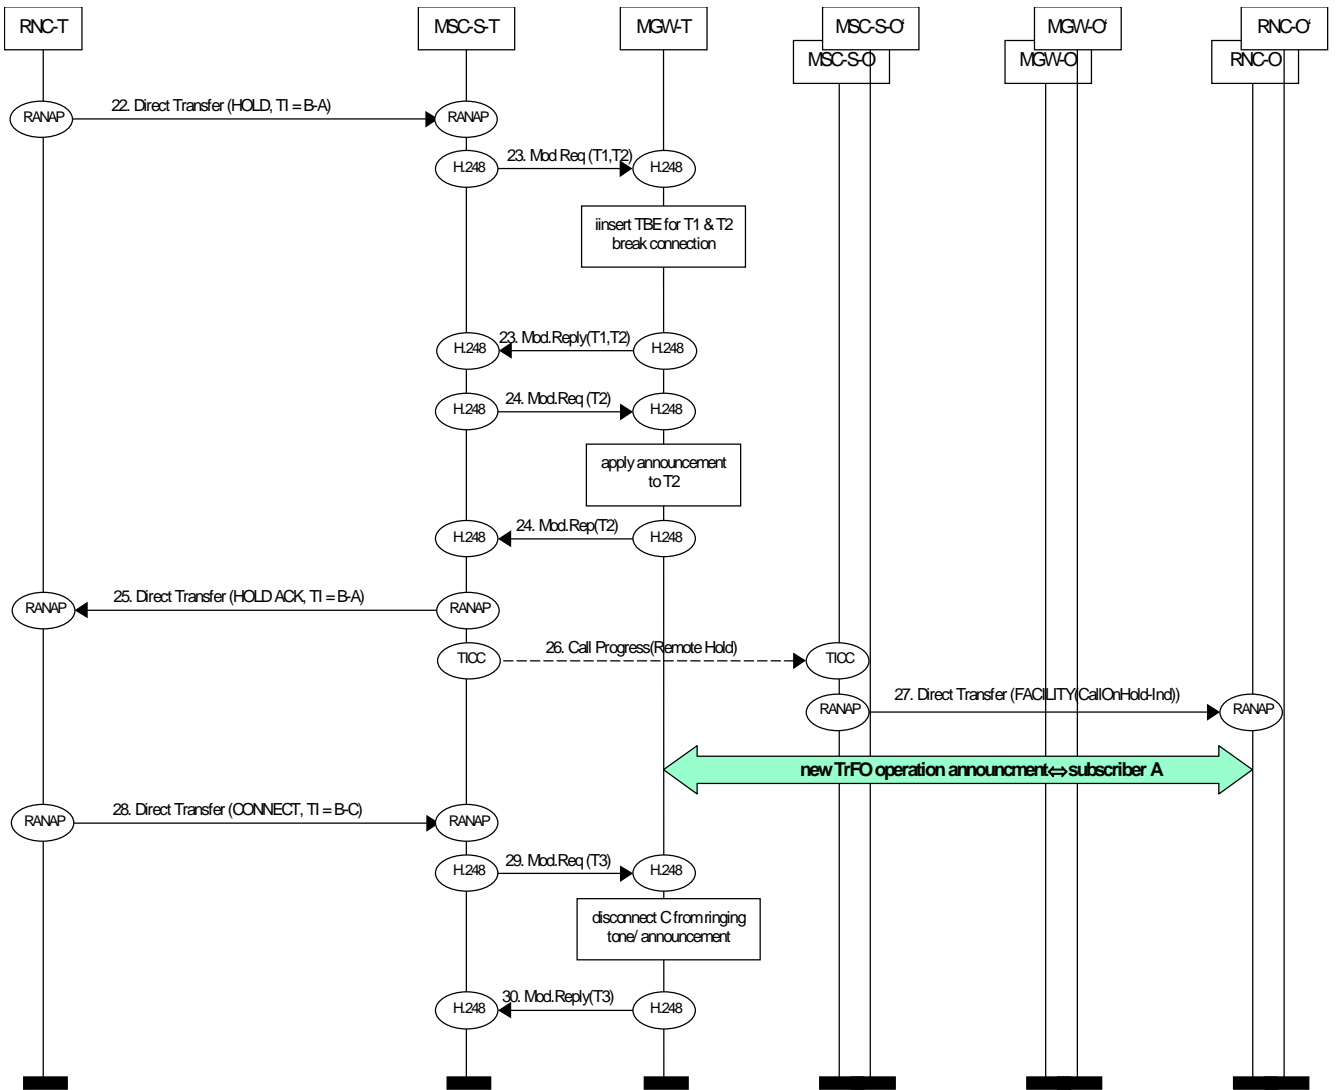 RNC-T
MSC-S-T
MGW-T
MSC-S-O'
MGW-O'
RNC-O'
MSC-S-O
MGW-O
RNC-O
22. Direct Transfer (HOLD, TI = B-A)
RANAP
RANAP
23. Mod Req (T1,T2)
H.248
H.248
iinsert TBE for T1 & T2
break connection
23. Mod.Reply(T1,T2)
H.248
H.248
24. Mod.Req (T2)
H.248
H.248
apply announcement
to T2
24. Mod.Rep(T2)
H.248
H.248
25. Direct Transfer (HOLD ACK, TI = B-A)
RANAP
RANAP
26. Call Progress(Remote Hold)
TICC
TICC
27. Direct Transfer (FACILITY(CallOnHold-Ind))
RANAP
RANAP
new TrFO operation announcment⇔subscriber A
28. Direct Transfer (CONNECT, TI = B-C)
RANAP
RANAP
29. Mod.Req (T3)
H.248
H.248
disconnect C from ringing
tone/ announcement
30. Mod.Reply(T3)
H.248
H.248